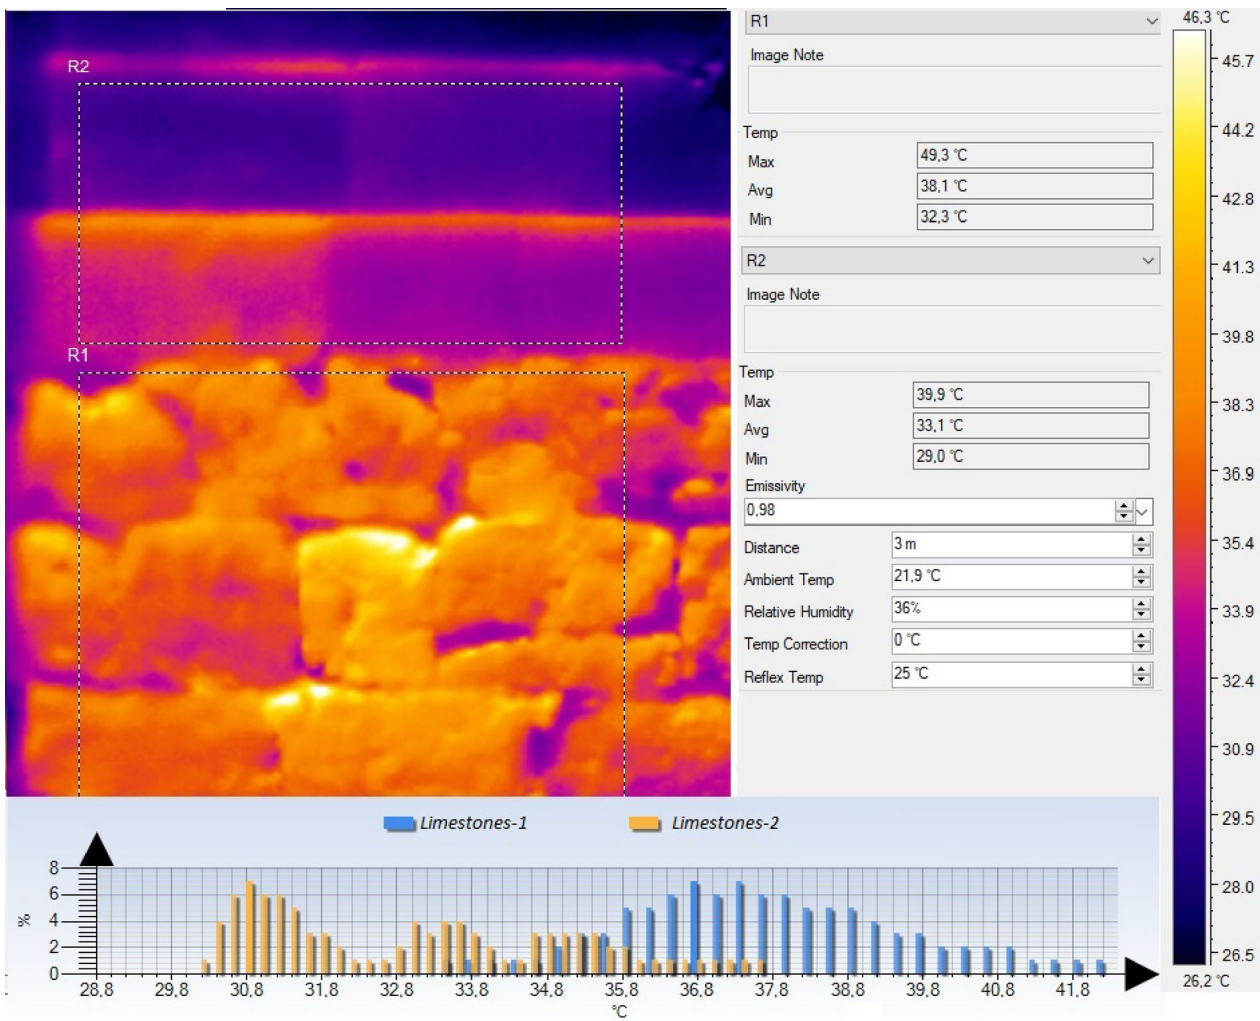 R1
46,3 °C
Image Note
R2
Temp
Max 49,3 °C
Avg 38,1 °C
Min 32,3 °C
R2
Image Note
R1
Temp
Max 39,9 °C
Avg 33,1 °C
Min 29,0 °C
Emissivity
0,98
Distance 3 m
Ambient Temp 21,9 °C
Relative Humidity 36%
Temp Correction 0 °C
Reflex Temp 25 °C
45.7
44.2
42.8
41.3
39.8
38.3
36.9
35.4
33.9
32.4
30.9
29.5
28.0
26.5
26,2 °C
Limestones-1 Limestones-2
8
6
4
2
0
%
28,8 29,8 30,8 31,8 32,8 33,8 34,8 35,8 36,8 37,8 38,8 39,8 40,8 41,8
°C